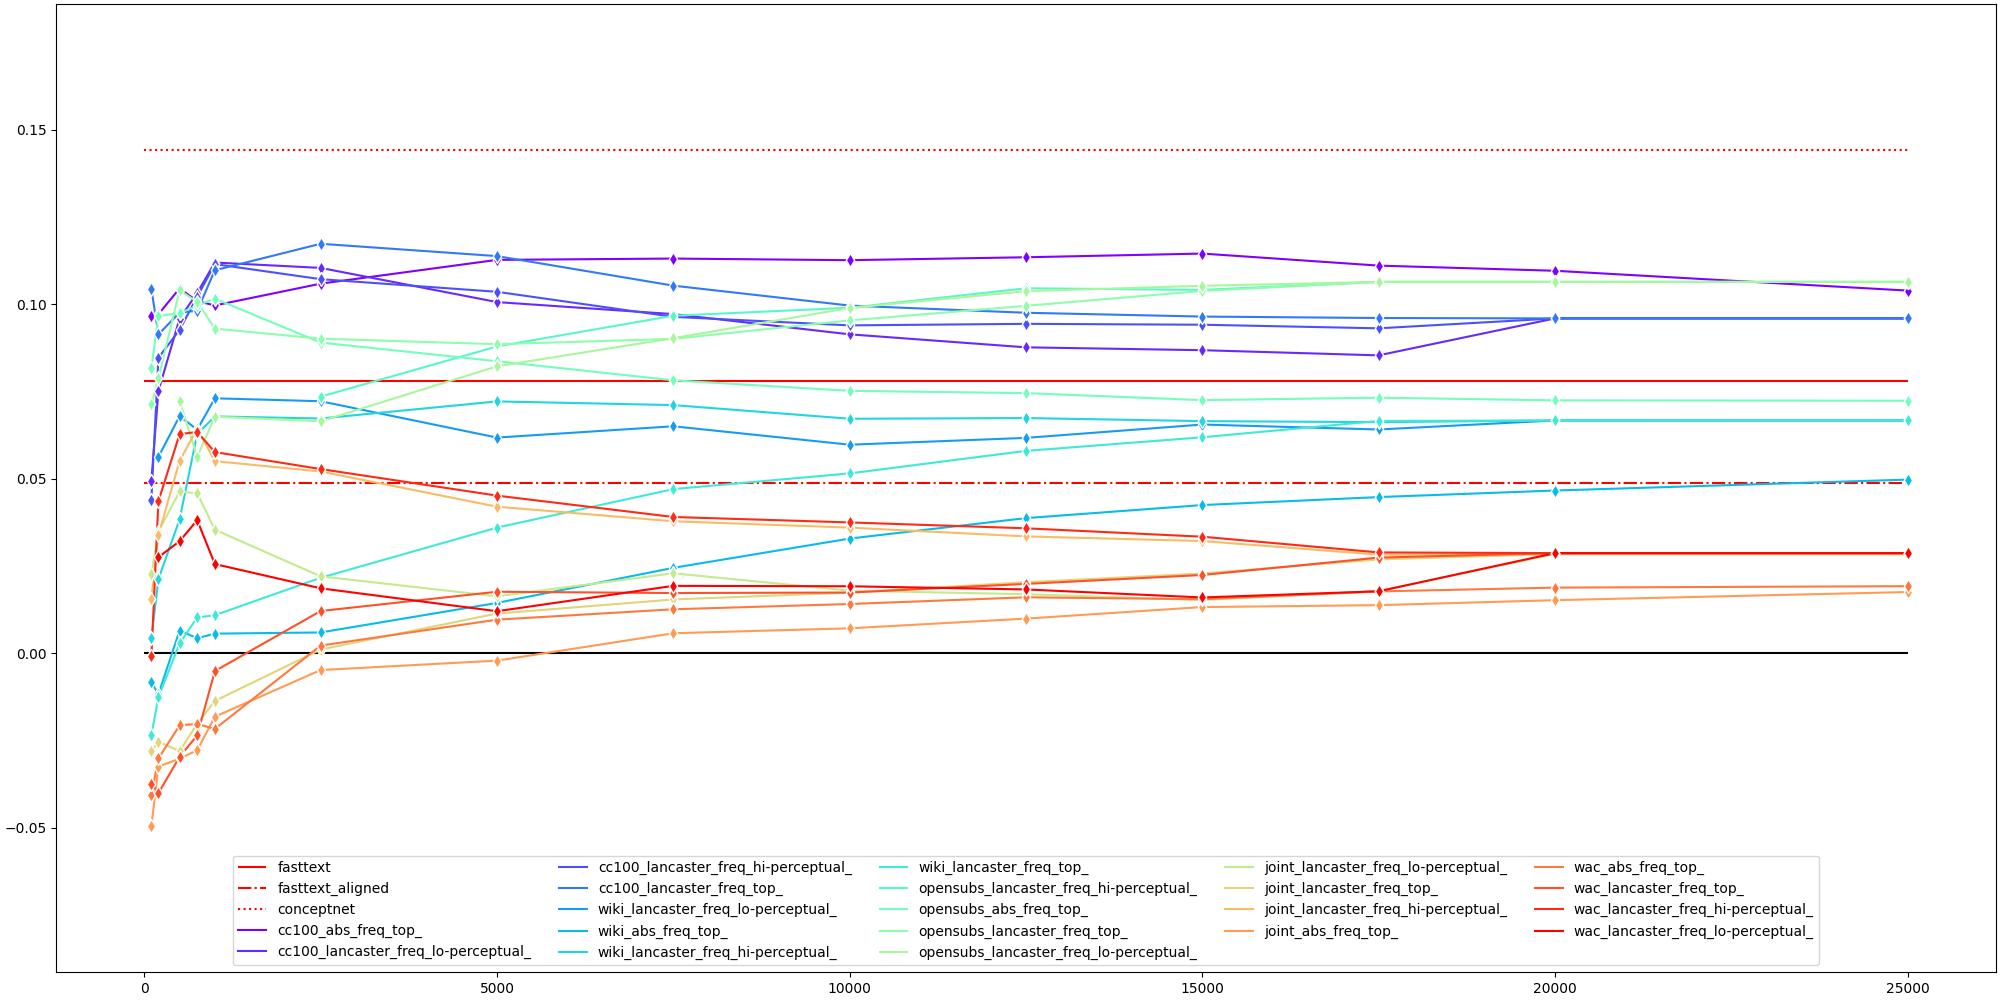 0.15
0.10
0.05
0.00
−0.05
fasttext
fasttext_aligned
conceptnet
cc100_abs_freq_top_
cc100_lancaster_freq_lo-perceptual_
cc100_lancaster_freq_hi-perceptual_
cc100_lancaster_freq_top_
wiki_lancaster_freq_lo-perceptual_
wiki_abs_freq_top_
wiki_lancaster_freq_hi-perceptual_
wiki_lancaster_freq_top_
opensubs_lancaster_freq_hi-perceptual_
opensubs_abs_freq_top_
opensubs_lancaster_freq_top_
opensubs_lancaster_freq_lo-perceptual_
joint_lancaster_freq_lo-perceptual_
joint_lancaster_freq_top_
joint_lancaster_freq_hi-perceptual_
joint_abs_freq_top_
wac_abs_freq_top_
wac_lancaster_freq_top_
wac_lancaster_freq_hi-perceptual_
wac_lancaster_freq_lo-perceptual_
0 5000 10000 15000 20000 25000